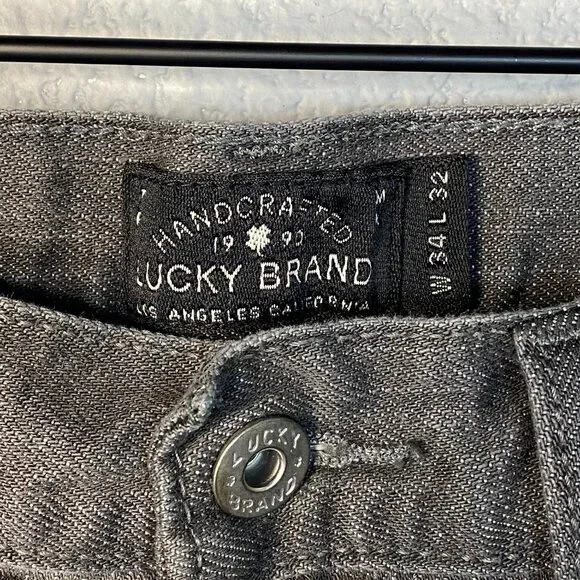 HANDCRAFTED
19 90
LUCKY BRAND
LOS ANGELES CALIFORNIA
W 34 L 32
LUCKY
BRAND